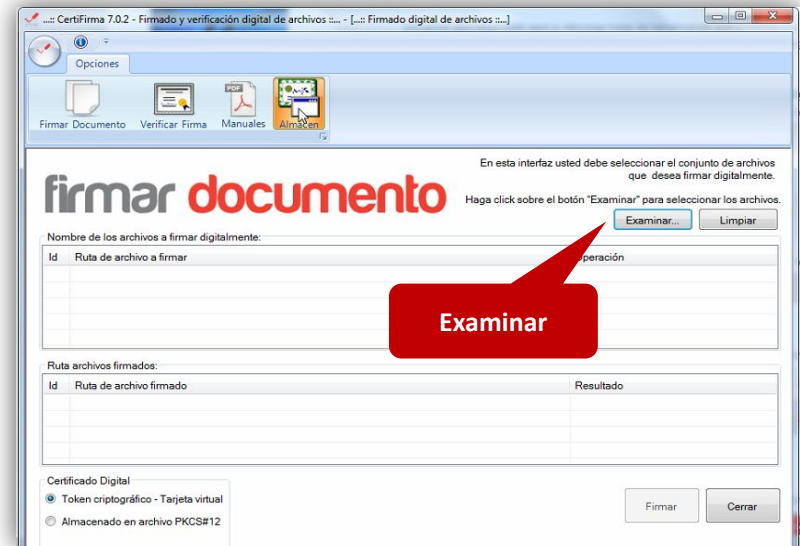 ...:: CertiFirma 7.0.2 - Firmado y verificación digital de archivos ::... - [...:: Firmado digital de archivos ::...]
Opciones
Firmar Documento
Verificar Firma
PDF
Manuales
Almacen
firmar documento
En esta interfaz usted debe seleccionar el conjunto de archivos
que desea firmar digitalmente.
Haga click sobre el botón "Examinar" para seleccionar los archivos.
Examinar...
Limpiar
Nombre de los archivos a firmar digitalmente:
Id Ruta de archivo a firmar Operación
Examinar
Ruta archivos firmados:
Id Ruta de archivo firmado Resultado
Certificado Digital
Token criptográfico - Tarjeta virtual
Almacenado en archivo PKCS#12
Firmar
Cerrar